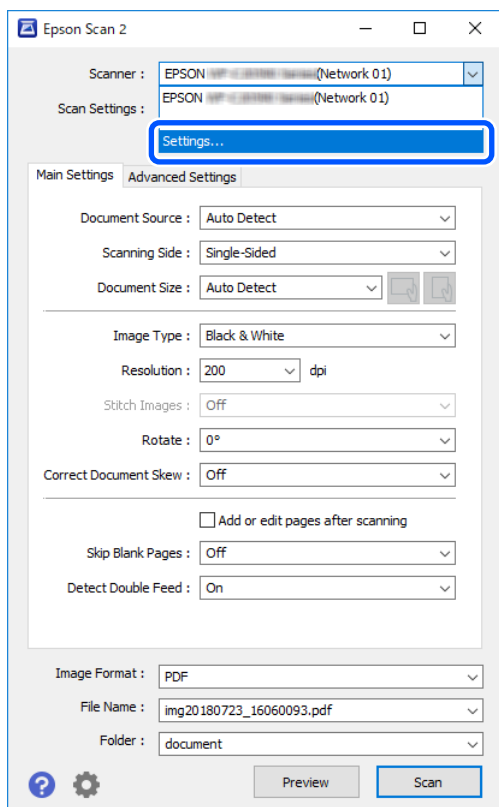 Epson Scan 2
Scanner : EPSON (Network 01)
EPSON (Network 01)
Scan Settings :
Settings...
Main Settings Advanced Settings
Document Source : Auto Detect
Scanning Side : Single-Sided
Document Size : Auto Detect
Image Type : Black & White
Resolution : 200 dpi
Stitch Images : Off
Rotate : 0°
Correct Document Skew : Off
Add or edit pages after scanning
Skip Blank Pages : Off
Detect Double Feed : On
Image Format : PDF
File Name : img20180723_16060093.pdf
Folder : document
? Preview Scan